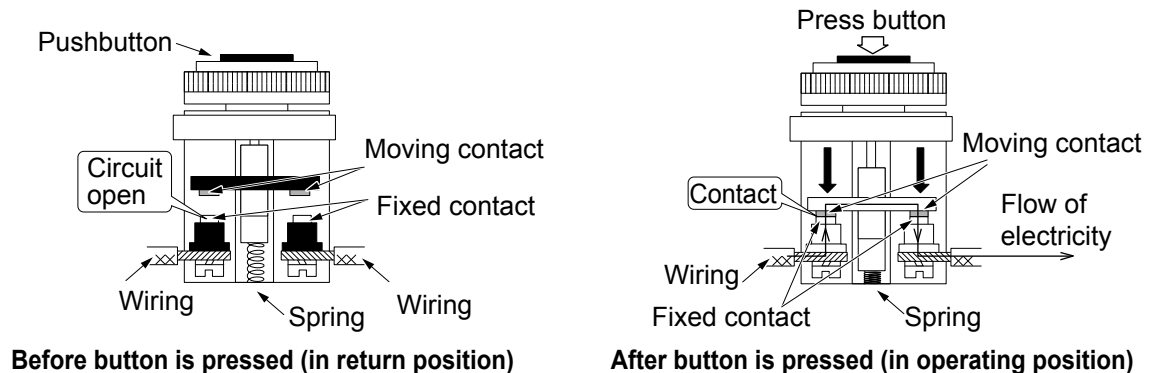 Pushbutton
Circuit
open
Moving contact
Fixed contact
Wiring
Spring
Wiring
Before button is pressed (in return position)
Press button
Moving contact
Contact
Flow of
electricity
Wiring
Fixed contact
Spring
After button is pressed (in operating position)